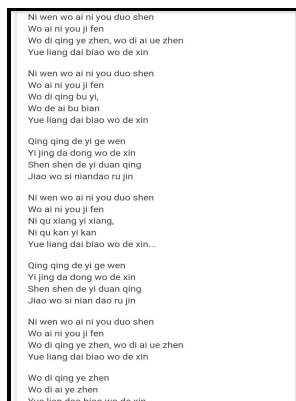 Ni wen wo ai ni you duo shen
Wo ai ni you ji fen
Wo di qing ye zhen, wo di ai ue zhen
Yue liang dai biao wo de xin
Ni wen wo ai ni you duo shen
Wo ai ni you ji fen
Wo di qing bu yi,
Wo de ai bu bian
Yue liang dai biao wo de xin
Qing qing de yi ge wen
Yi jing da dong wo de xin
Shen shen de yi duan qing
Jiao wo si niandao ru jin
Ni wen wo ai ni you duo shen
Wo ai ni you ji fen
Ni qu xiang yi xiang,
Ni qu kan yi kan
Yue liang dai biao wo de xin...
Qing qing de yi ge wen
Yi jing da dong wo de xin
Shen shen de yi duan qing
Jiao wo si nian dao ru jin
Ni wen wo ai ni you duo shen
Wo ai ni you ji fen
Wo di qing ye zhen, wo di ai ue zhen
Yue liang dai biao wo de xin
Wo di qing ye zhen
Wo di ai ye zhen
Yue lian dao biao wo de xin